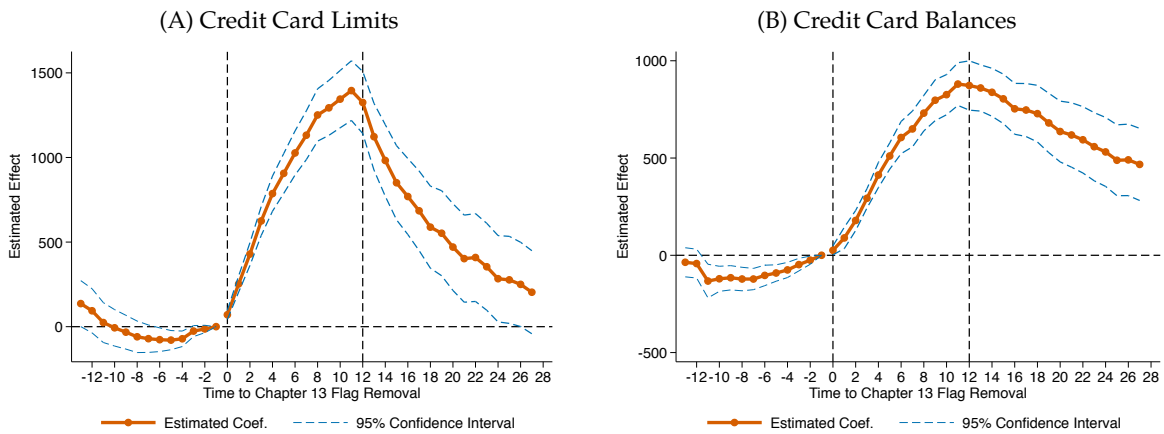 (A) Credit Card Limits
1500
1000
500
0
Estimated Effect
-12 -10 -8 -6 -4 -2 0 2 4 6 8 10 12 14 16 18 20 22 24 26 28
Time to Chapter 13 Flag Removal
Estimated Coef. 95% Confidence Interval
(B) Credit Card Balances
1000
500
0
-500
Estimated Effect
-12 -10 -8 -6 -4 -2 0 2 4 6 8 10 12 14 16 18 20 22 24 26 28
Time to Chapter 13 Flag Removal
Estimated Coef. 95% Confidence Interval